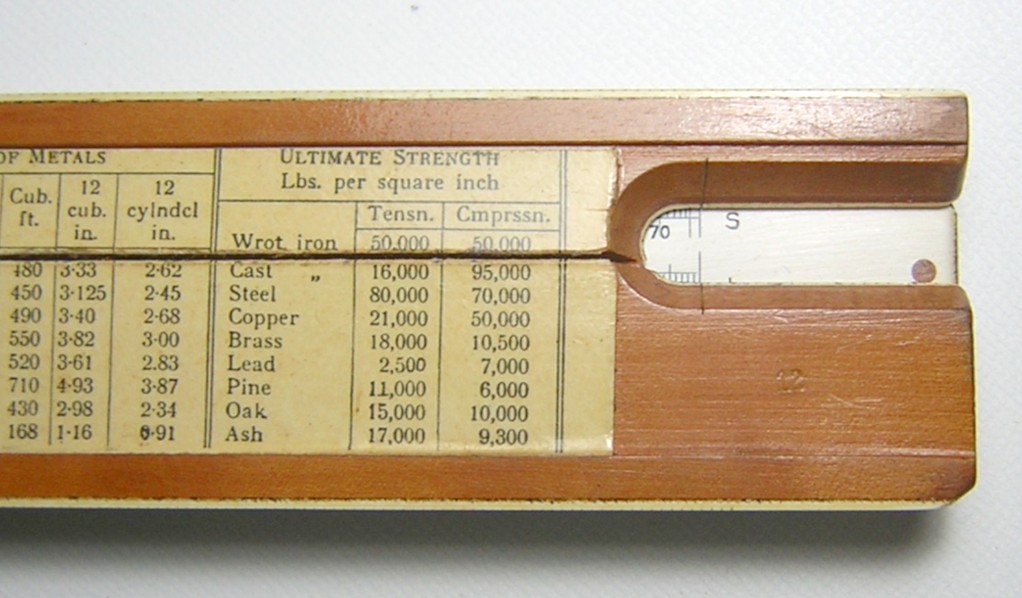 OF METALS
Cub. ft. 12 cub. in. 12 cylndcl in.
480 3·33 2·62
450 3·125 2·45
490 3·40 2·68
550 3·82 3·00
520 3·61 2.83
710 4·93 3·87
430 2·98 2·34
168 1·16 0·91
ULTIMATE STRENGTH
Lbs. per square inch
Tensn. Cmprssn.
Wrot. iron 50,000 50,000
Cast „ 16,000 95,000
Steel 80,000 70,000
Copper 21,000 50,000
Brass 18,000 10,500
Lead 2,500 7,000
Pine 11,000 6,000
Oak 15,000 10,000
Ash 17,000 9,300
70 S
12